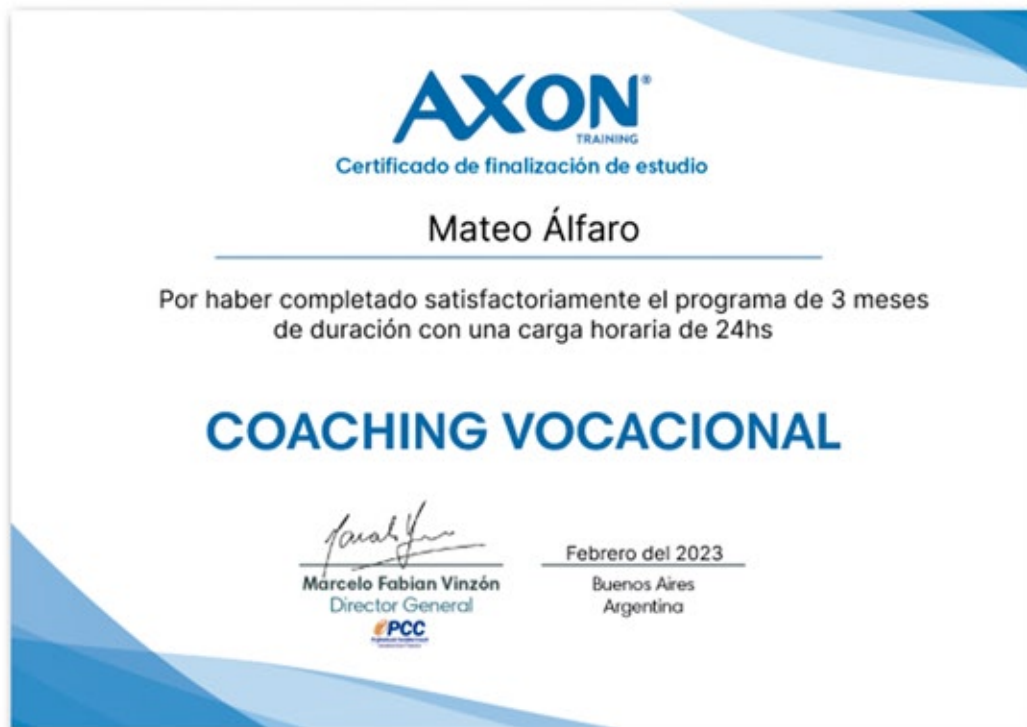 AXON®
TRAINING
Certificado de finalización de estudio
Mateo Álfaro
Por haber completado satisfactoriamente el programa de 3 meses
de duración con una carga horaria de 24hs
COACHING VOCACIONAL
Marcelo Fabian Vinzón
Director General
PCC
Febrero del 2023
Buenos Aires
Argentina